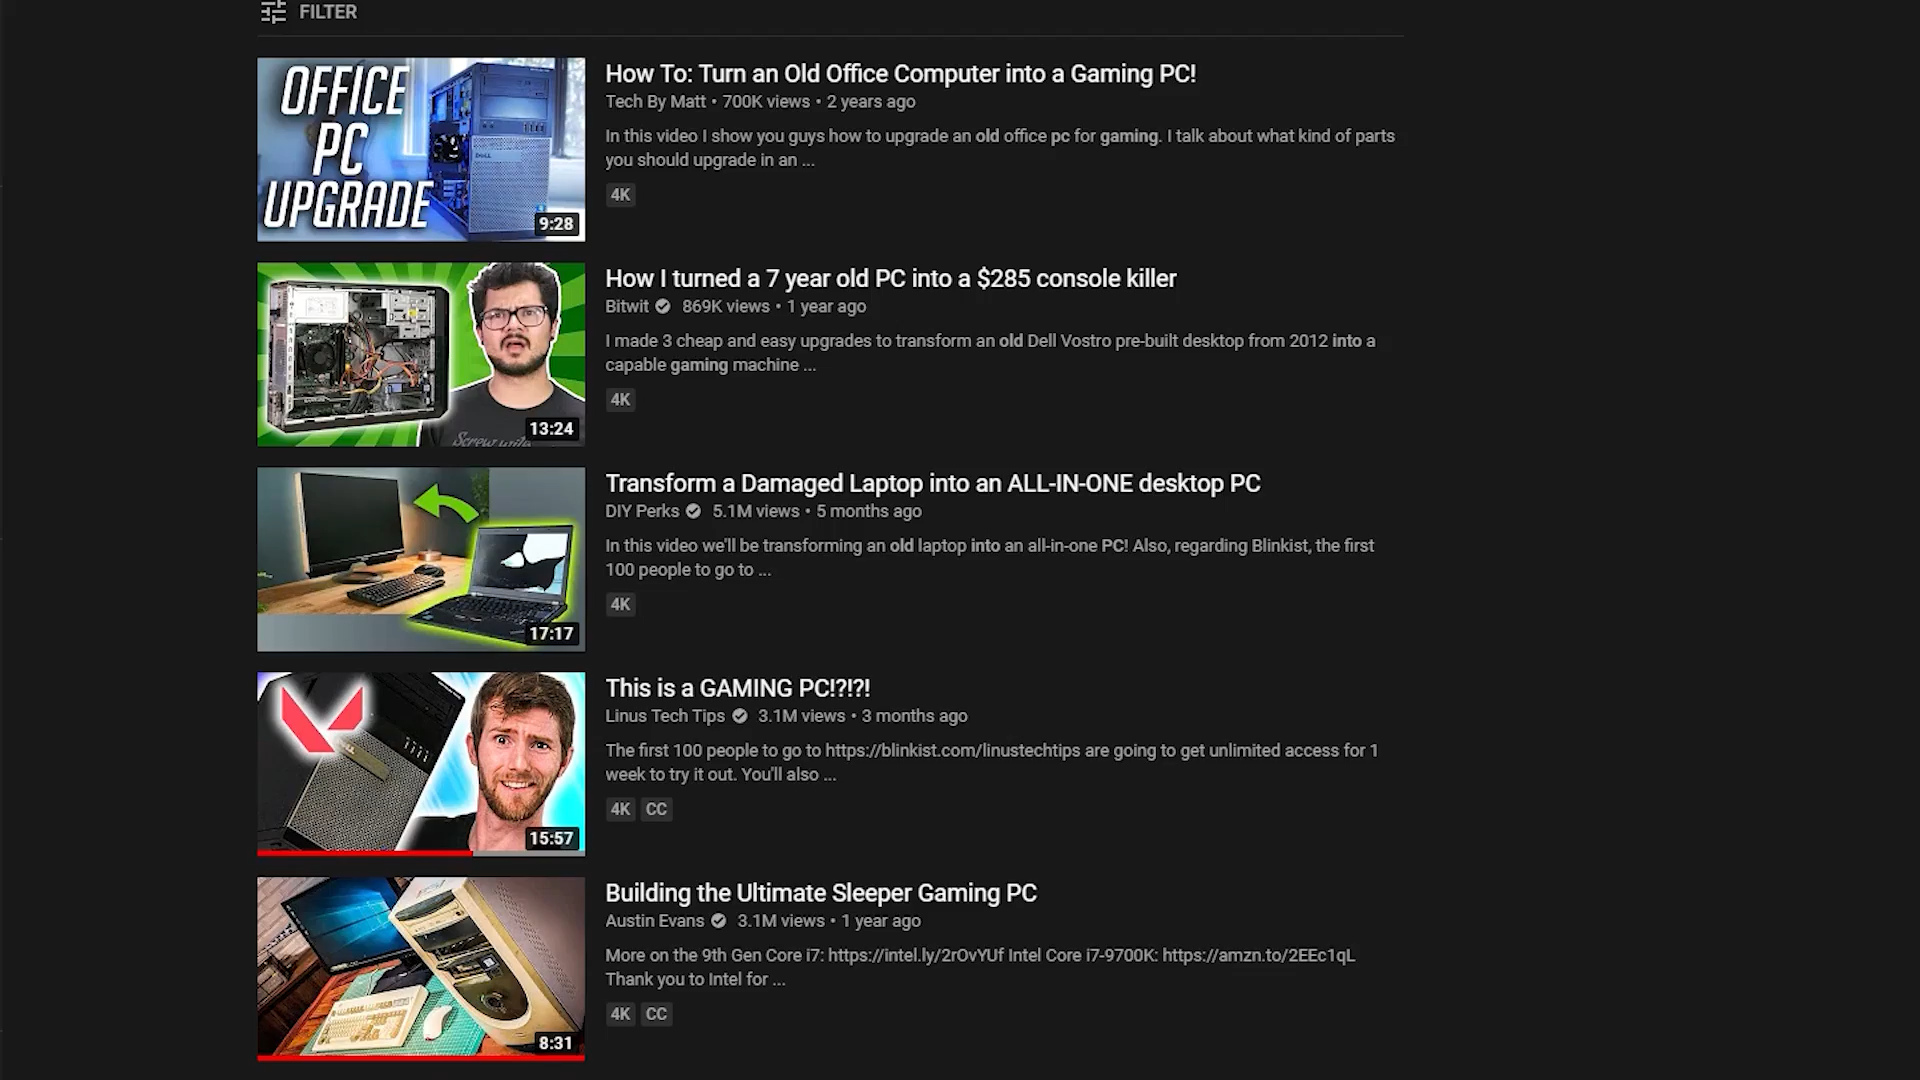 FILTER
OFFICE
PC
UPGRADE
DELL
9:28
How To: Turn an Old Office Computer into a Gaming PC!
Tech By Matt • 700K views • 2 years ago
In this video I show you guys how to upgrade an old office pc for gaming. I talk about what kind of parts
you should upgrade in an ...
4K
Screw
13:24
How I turned a 7 year old PC into a $285 console killer
Bitwit 869K views • 1 year ago
I made 3 cheap and easy upgrades to transform an old Dell Vostro pre-built desktop from 2012 into a
capable gaming machine ...
4K
17:17
Transform a Damaged Laptop into an ALL-IN-ONE desktop PC
DIY Perks 5.1M views • 5 months ago
In this video we'll be transforming an old laptop into an all-in-one PC! Also, regarding Blinkist, the first
100 people to go to ...
4K
15:57
This is a GAMING PC!?!?!
Linus Tech Tips 3.1M views • 3 months ago
The first 100 people to go to https://blinkist.com/linustechtips are going to get unlimited access for 1
week to try it out. You'll also ...
4K CC
8:31
Building the Ultimate Sleeper Gaming PC
Austin Evans 3.1M views • 1 year ago
More on the 9th Gen Core i7: https://intel.ly/2rOvYUf Intel Core i7-9700K: https://amzn.to/2EEc1qL
Thank you to Intel for ...
4K CC